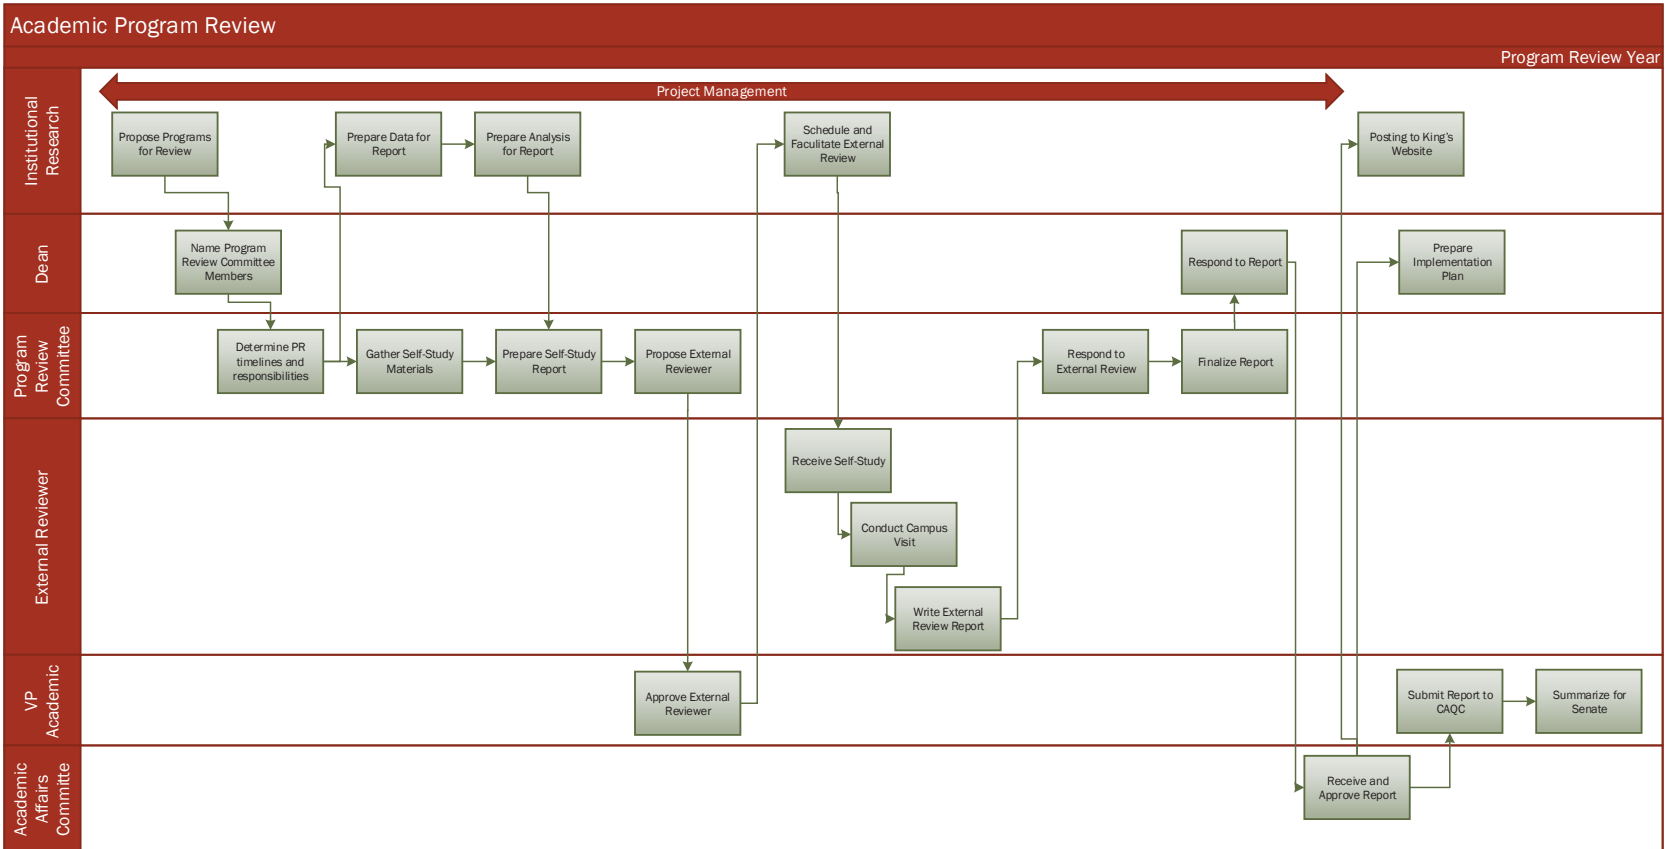 Academic Program Review
Program Review Year
Institutional
Research
Project Management
Propose Programs
for Review
Prepare Data for
Report
Prepare Analysis
for Report
Schedule and
Faculitate External
Review
Posting to King's
Website
Dean
Name Program
Review Committee
Members
Respond to Report
Prepare
Implementation
Plan
Program
Review
Committee
Determine PR
timelines and
responsibilities
Gather Self-Study
Materials
Prepare Self-Study
Report
Propose External
Reviewer
Respond to
External Review
Finalize Report
External Reviewer
Receive Self-Study
Conduct Campus
Visit
Write External
Review Report
VP
Academic
Approve External
Reviewer
Submit Report to
CAQC
Summarize for
Senate
Academic
Affairs
Committe
Receive and
Approve Report